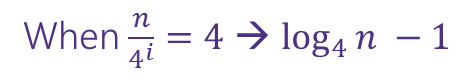 When n/4^i = 4 → log₄ n − 1